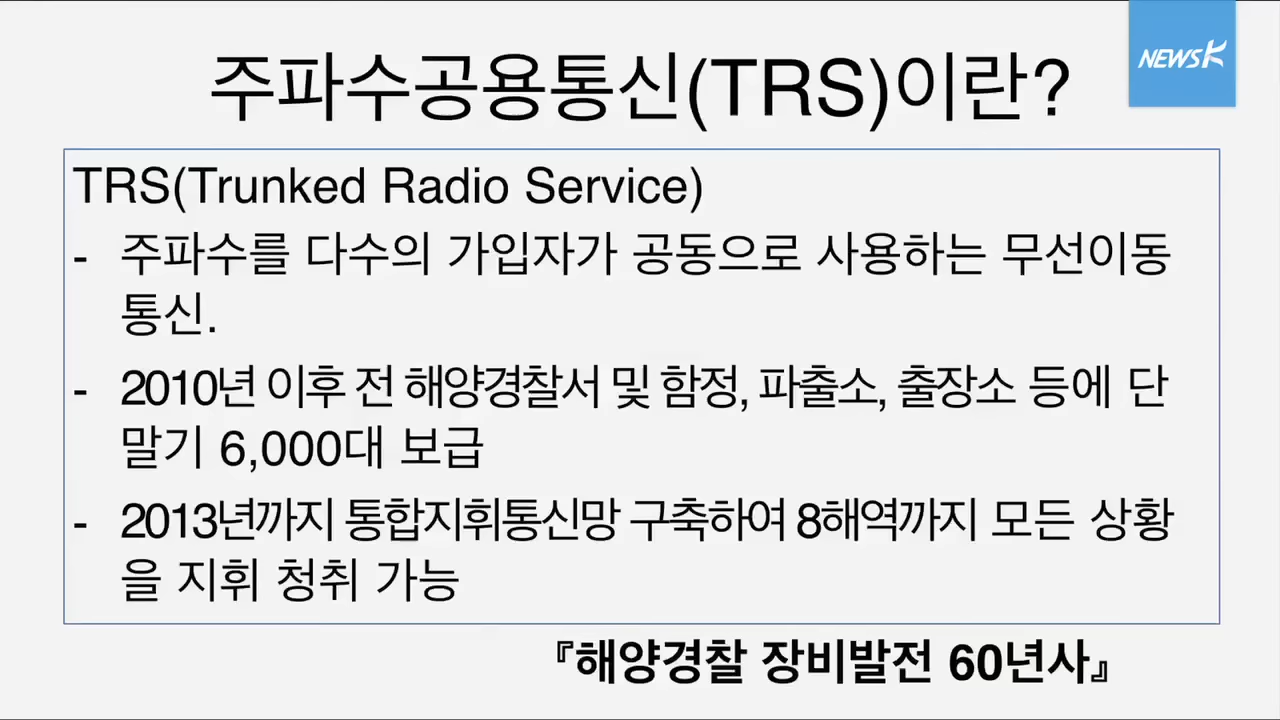 NEWSK
주파수공용통신(TRS)이란?
TRS(Trunked Radio Service)
- 주파수를 다수의 가입자가 공동으로 사용하는 무선이동
통신.
- 2010년 이후 전 해양경찰서 및 함정, 파출소, 출장소 등에 단
말기 6,000대 보급
- 2013년까지 통합지휘통신망 구축하여 8해역까지 모든 상황
을 지휘 청취 가능
『해양경찰 장비발전 60년사』